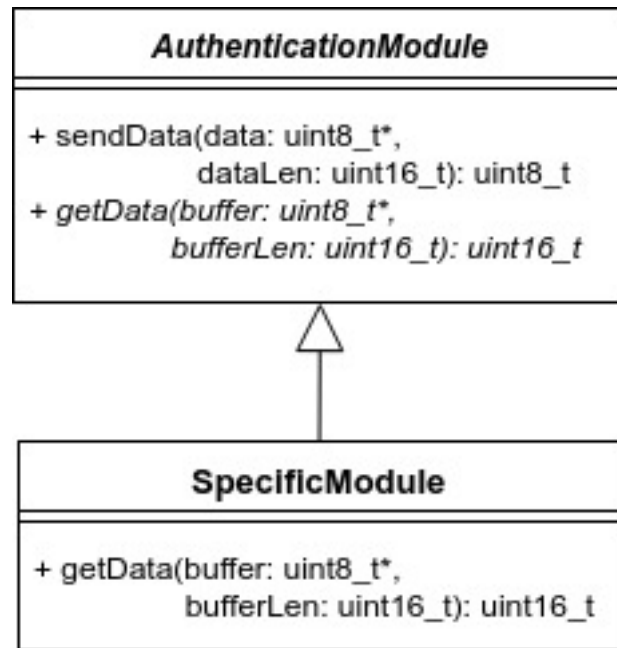 AuthenticationModule
+ sendData(data: uint8_t*,
dataLen: uint16_t): uint8_t
+ getData(buffer: uint8_t*,
bufferLen: uint16_t): uint16_t
SpecificModule
+ getData(buffer: uint8_t*,
bufferLen: uint16_t): uint16_t